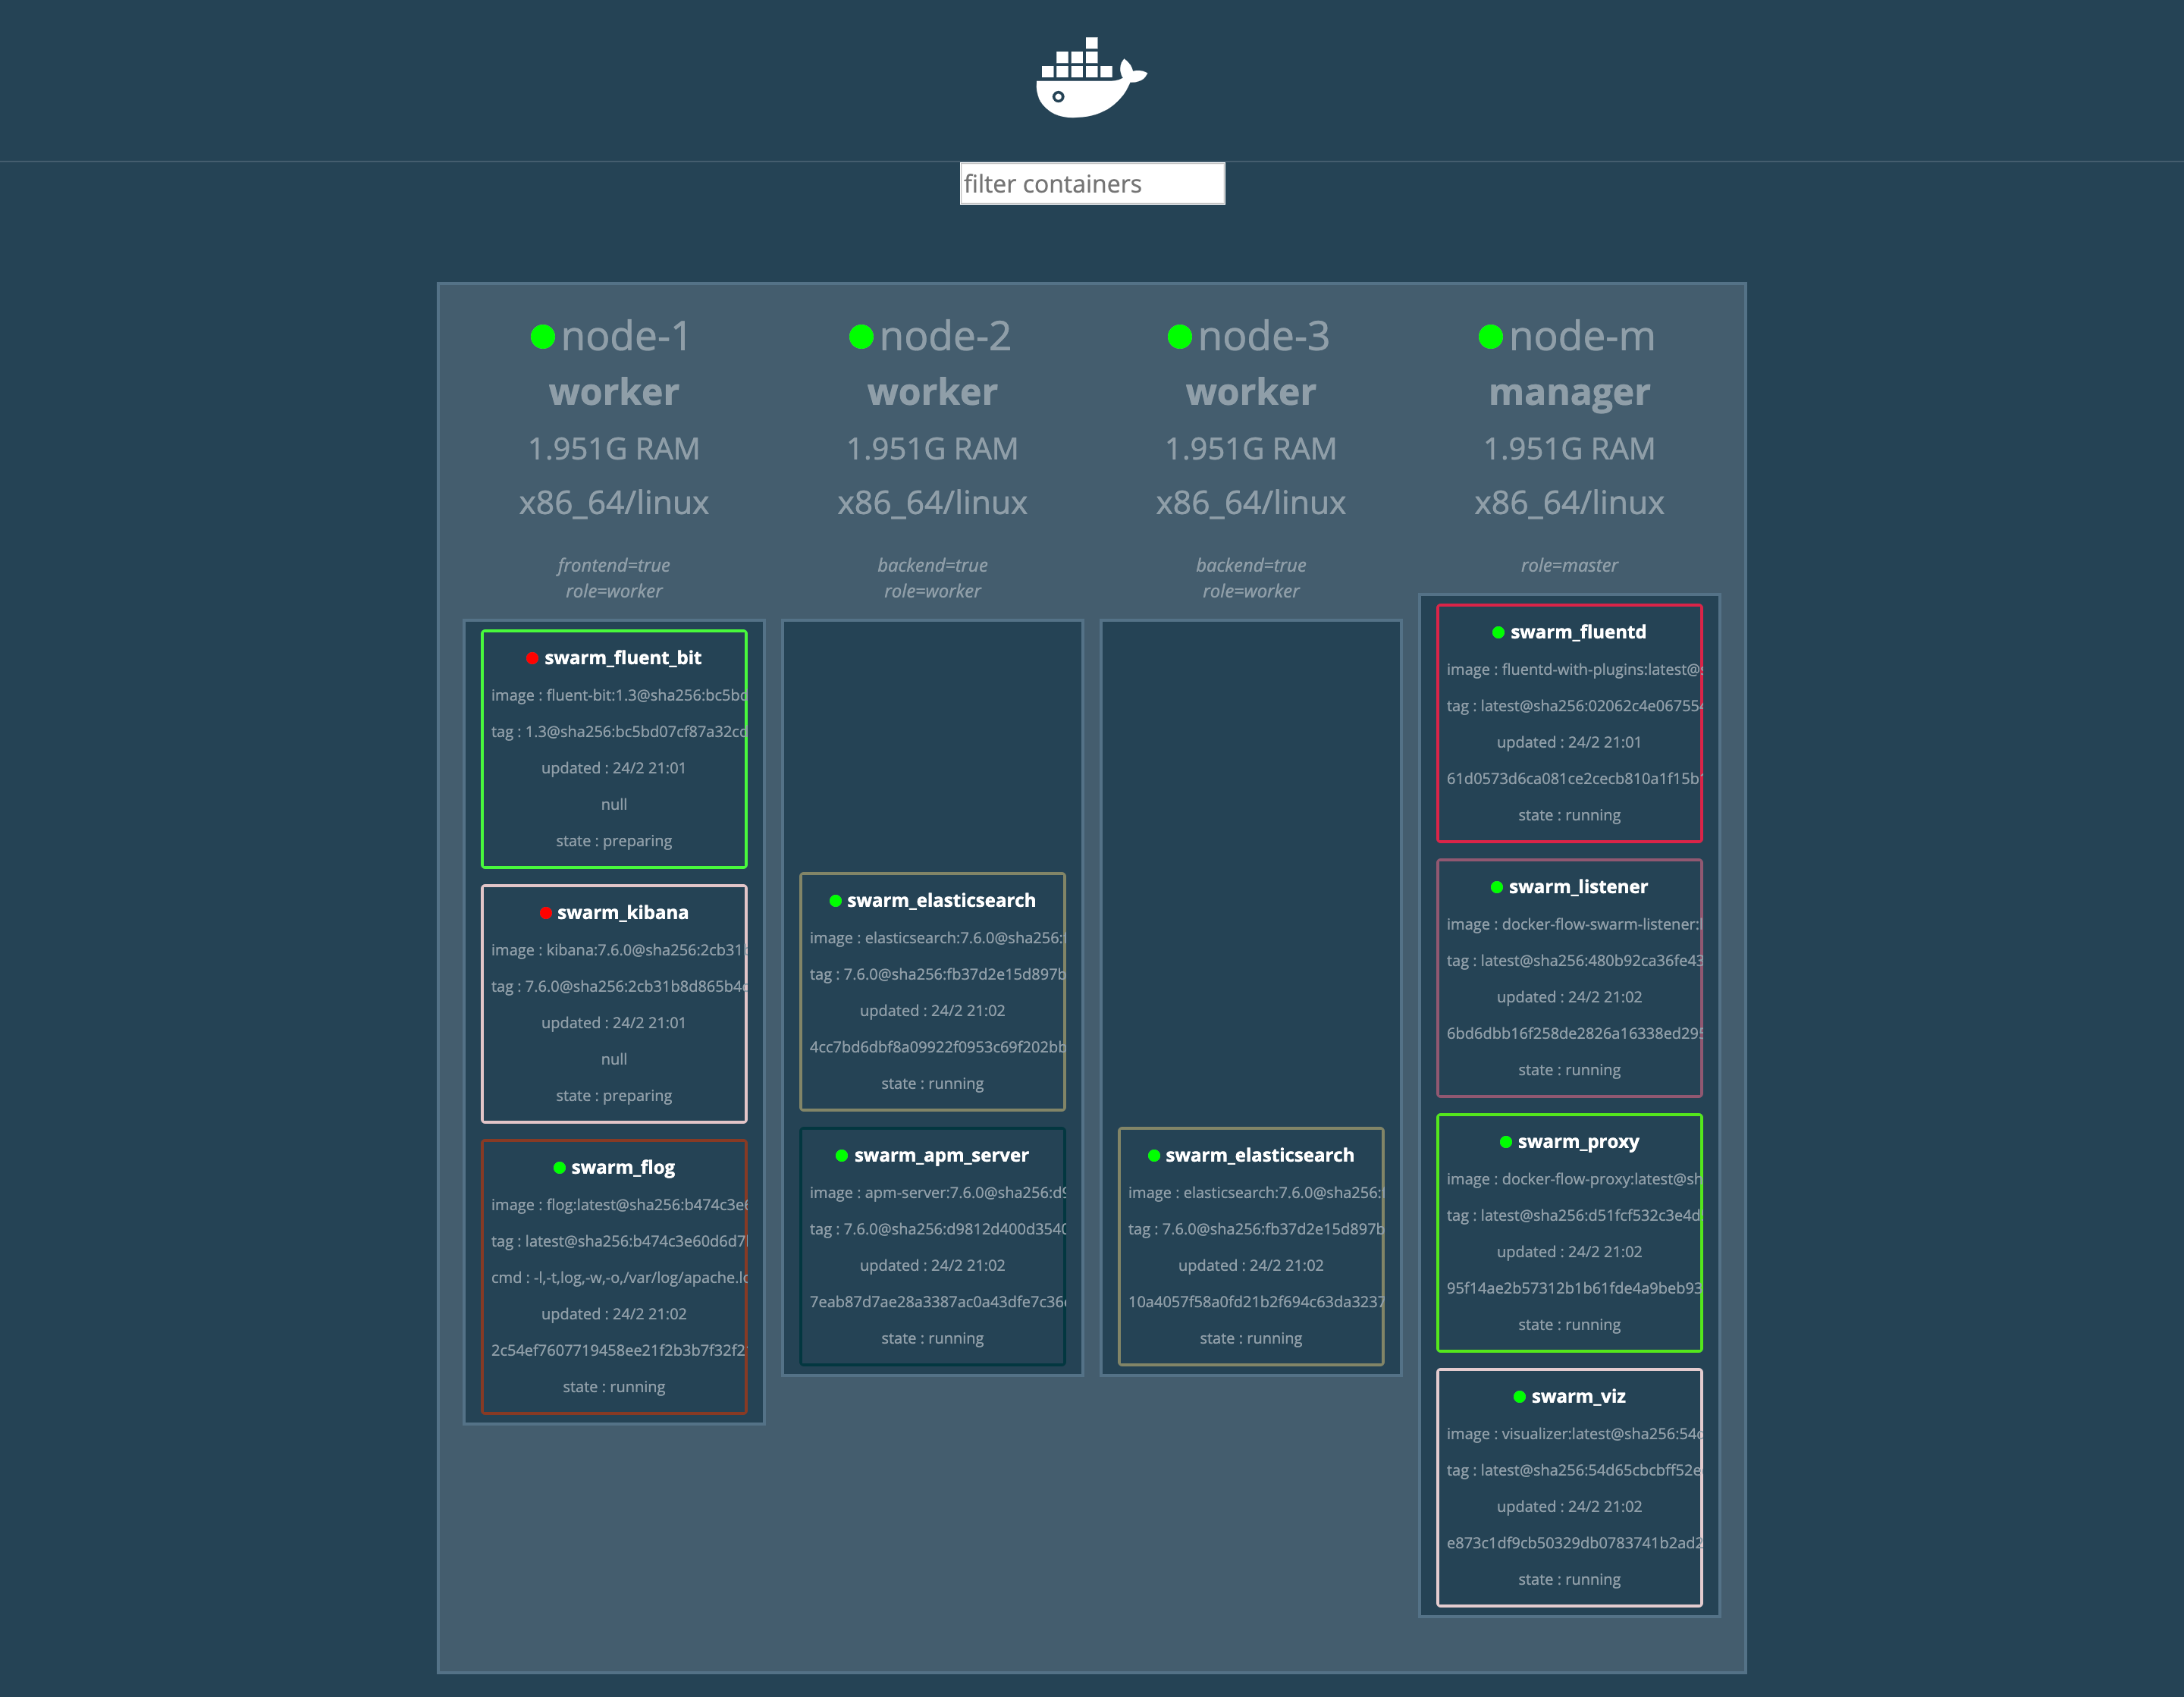 filter containers
node-1
worker
1.951G RAM
x86_64/linux
frontend=true
role=worker
swarm_fluent_bit
image : fluent-bit:1.3@sha256:bc5bd
tag : 1.3@sha256:bc5bd07cf87a32cd
updated : 24/2 21:01
null
state : preparing
swarm_kibana
image : kibana:7.6.0@sha256:2cb31b
tag : 7.6.0@sha256:2cb31b8d865b4c
updated : 24/2 21:01
null
state : preparing
swarm_flog
image : flog:latest@sha256:b474c3e6
tag : latest@sha256:b474c3e60d6d7
cmd : -l,-t,log,-w,-o,/var/log/apache.lo
updated : 24/2 21:02
2c54ef7607719458ee21f2b3b7f32f2
state : running
node-2
worker
1.951G RAM
x86_64/linux
backend=true
role=worker
swarm_elasticsearch
image : elasticsearch:7.6.0@sha256:
tag : 7.6.0@sha256:fb37d2e15d897b
updated : 24/2 21:02
4cc7bd6dbf8a09922f0953c69f202bb
state : running
swarm_apm_server
image : apm-server:7.6.0@sha256:d9
tag : 7.6.0@sha256:d9812d400d3540
updated : 24/2 21:02
7eab87d7ae28a3387ac0a43dfe7c36
state : running
node-3
worker
1.951G RAM
x86_64/linux
backend=true
role=worker
swarm_elasticsearch
image : elasticsearch:7.6.0@sha256:
tag : 7.6.0@sha256:fb37d2e15d897b
updated : 24/2 21:02
10a4057f58a0fd21b2f694c63da3237
state : running
node-m
manager
1.951G RAM
x86_64/linux
role=master
swarm_fluentd
image : fluentd-with-plugins:latest@s
tag : latest@sha256:02062c4e067554
updated : 24/2 21:01
61d0573d6ca081ce2cecb810a1f15b
state : running
swarm_listener
image : docker-flow-swarm-listener:l
tag : latest@sha256:480b92ca36fe43
updated : 24/2 21:02
6bd6dbb16f258de2826a16338ed295
state : running
swarm_proxy
image : docker-flow-proxy:latest@sh
tag : latest@sha256:d51fcf532c3e4d
updated : 24/2 21:02
95f14ae2b57312b1b61fde4a9beb93
state : running
swarm_viz
image : visualizer:latest@sha256:54d
tag : latest@sha256:54d65cbcbff52e
updated : 24/2 21:02
e873c1df9cb50329db0783741b2ad2
state : running